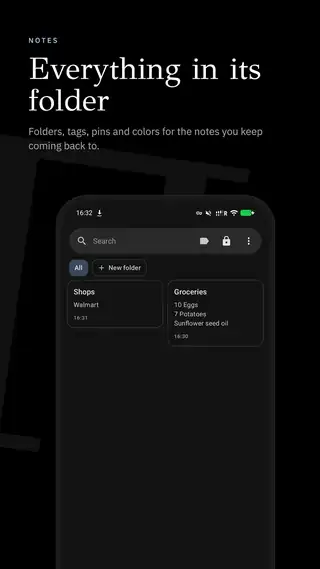 NOTES
Everything in its
folder
Folders, tags, pins and colors for the notes you keep
coming back to.
16:32
Search
All
+ New folder
Shops
Walmart
16:31
Groceries
10 Eggs
7 Potatoes
Sunflower seed oil
16:30